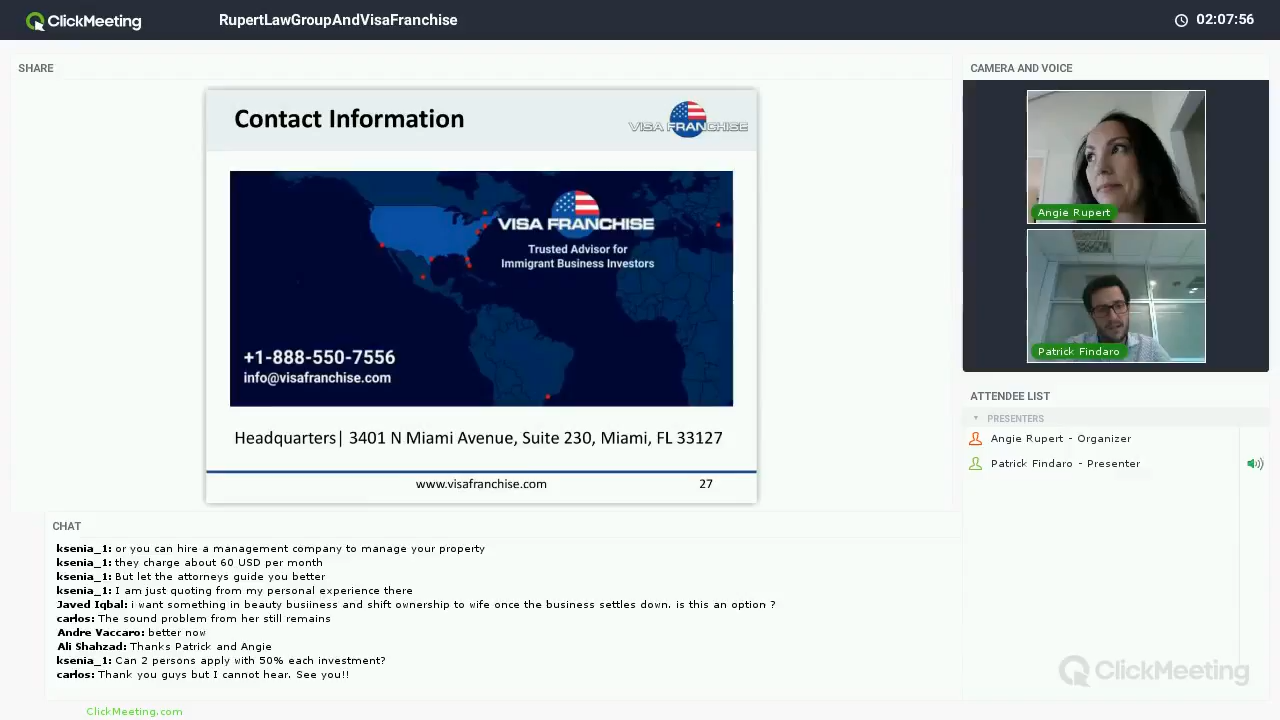 ClickMeeting
RupertLawGroupAndVisaFranchise
02:07:56
SHARE
Contact Information
VISA FRANCHISE
VISA FRANCHISE
Trusted Advisor for
Immigrant Business Investors
+1-888-550-7556
info@visafranchise.com
Headquarters| 3401 N Miami Avenue, Suite 230, Miami, FL 33127
www.visafranchise.com
27
CAMERA AND VOICE
Angie Rupert
Patrick Findaro
ATTENDEE LIST
PRESENTERS
Angie Rupert - Organizer
Patrick Findaro - Presenter
CHAT
ksenia_1: or you can hire a management company to manage your property
ksenia_1: they charge about 60 USD per month
ksenia_1: But let the attorneys guide you better
ksenia_1: I am just quoting from my personal experience there
Javed Iqbal: i want something in beauty busiiness and shift ownership to wife once the business settles down. is this an option ?
carlos: The sound problem from her still remains
Andre Vaccaro: better now
Ali Shahzad: Thanks Patrick and Angie
ksenia_1: Can 2 persons apply with 50% each investment?
carlos: Thank you guys but I cannot hear. See you!!
ClickMeeting
ClickMeeting.com